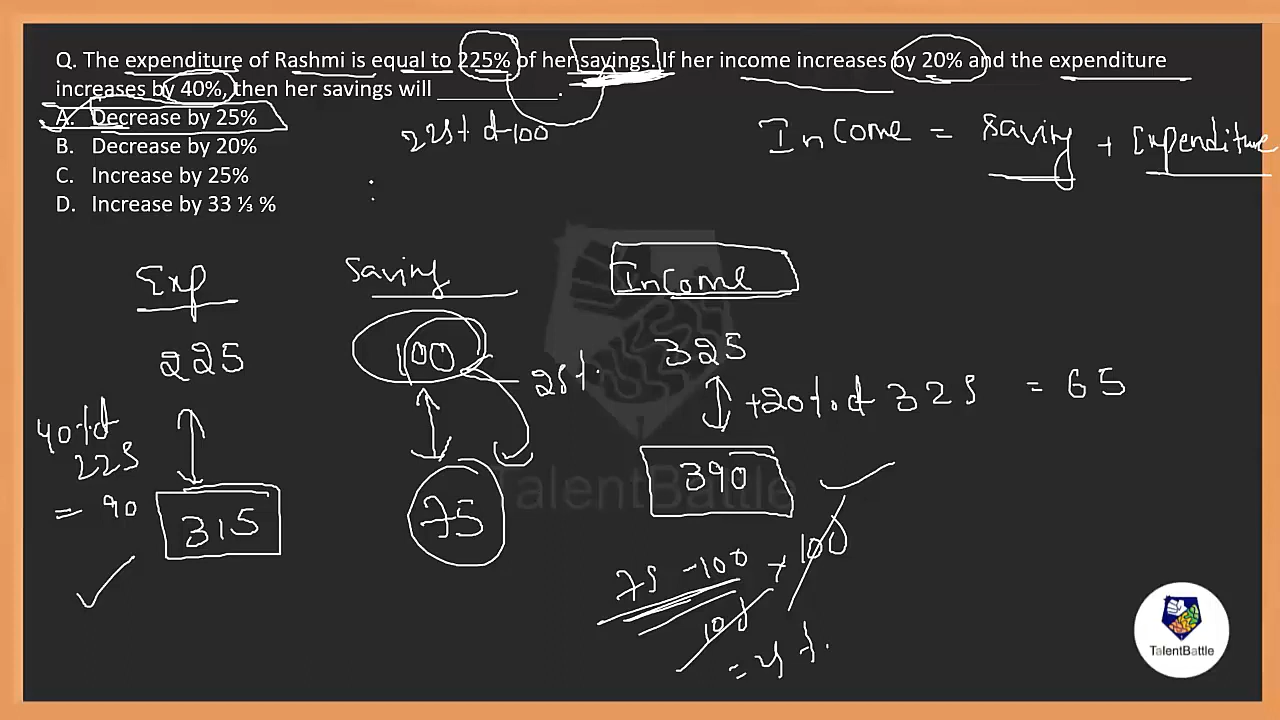 Q. The expenditure of Rashmi is equal to 225% of her savings. If her income increases by 20% and the expenditure
increases by 40%, then her savings will __________.
A. Decrease by 25%
B. Decrease by 20%
C. Increase by 25%
D. Increase by 33 ⅓ %
225% of 100
InCome = Saving + Expenditure
Exp Saving InCome
225 100 325
25%.
+20% of 325 = 65
40% of
225
= 90
315 75 390
75 - 100 × 100
100
= 25 %.
TalentBattle
TalentBattle